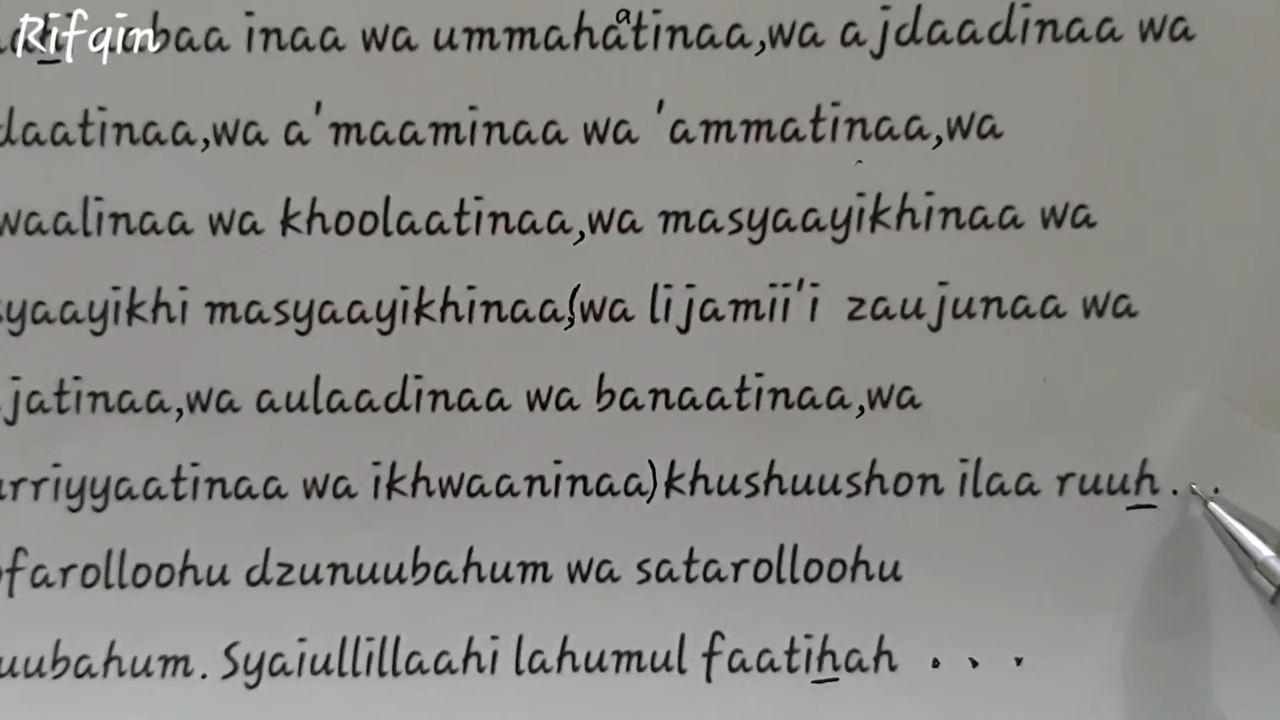 Rifqin
baa inaa wa ummahaatinaa,wa ajdaadinaa wa
daatinaa,wa a'maaminaa wa 'ammatinaa,wa
waalinaa wa khoolaatinaa,wa masyaayikhinaa wa
syaayikhi masyaayikhinaa,(wa lijamii'i zaujunaa wa
jatinaa,wa aulaadinaa wa banaatinaa,wa
rriyyaatinaa wa ikhwaaninaa)khushuushon ilaa ruuh...
farolloohu dzunuubahum wa satarolloohu
uubahum. Syaiullillaahi lahumul faatihah ...